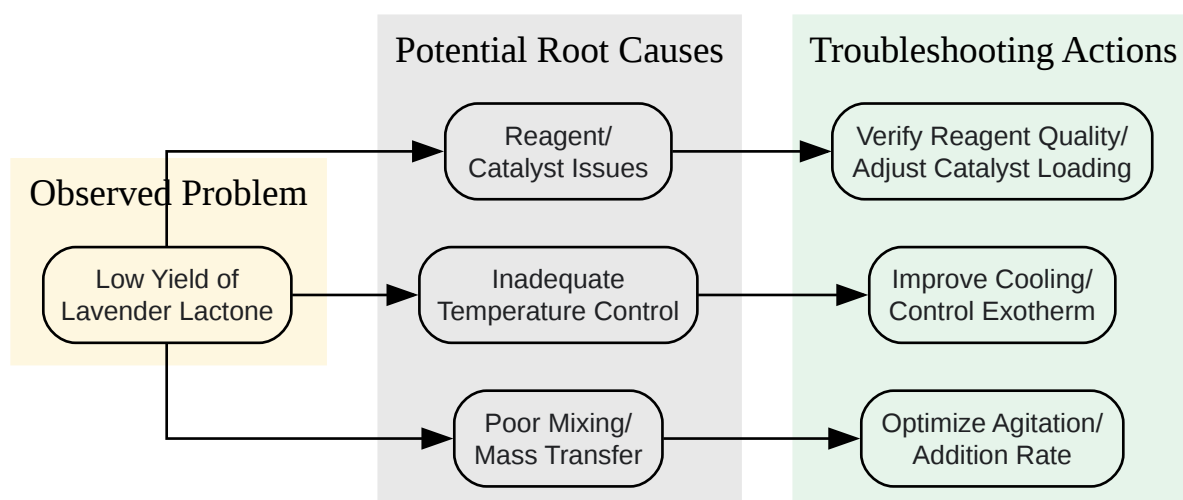 Potential Root Causes
Troubleshooting Actions
Reagent/
Catalyst Issues
Verify Reagent Quality/
Adjust Catalyst Loading
Observed Problem
Low Yield of
Lavender Lactone
Inadequate
Temperature Control
Improve Cooling/
Control Exotherm
Poor Mixing/
Mass Transfer
Optimize Agitation/
Addition Rate